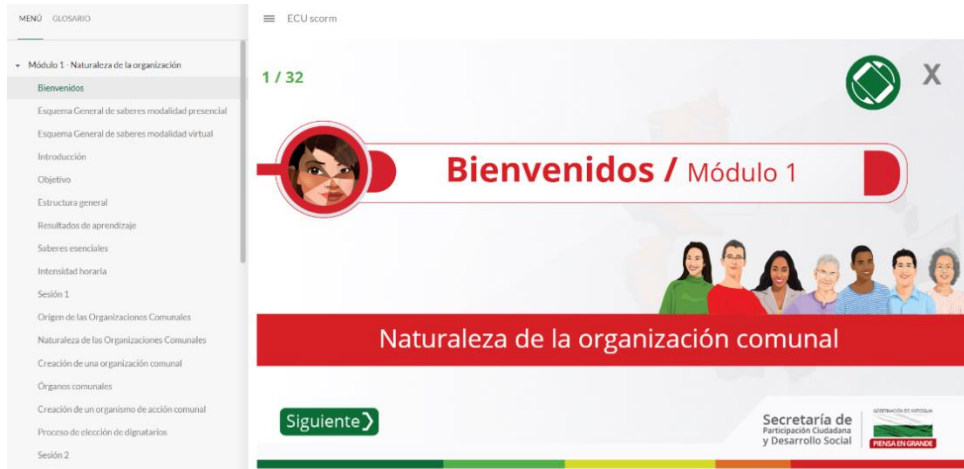 MENÚ GLOSARIO
Módulo 1 - Naturaleza de la organización
Bienvenidos
Esquema General de saberes modalidad presencial
Esquema General de saberes modalidad virtual
Introducción
Objetivo
Estructura general
Resultados de aprendizaje
Saberes esenciales
Intensidad horaria
Sesión 1
Origen de las Organizaciones Comunales
Naturaleza de las Organizaciones Comunales
Creación de una organización comunal
Órganos comunales
Creación de un organismo de acción comunal
Proceso de elección de dignatarios
Sesión 2
ECU scorm
1 / 32
X
Bienvenidos / Módulo 1
Naturaleza de la organización comunal
Siguiente
Secretaría de
Participación Ciudadana
y Desarrollo Social
GOBERNACIÓN DE ANTIOQUIA
PIENSA EN GRANDE